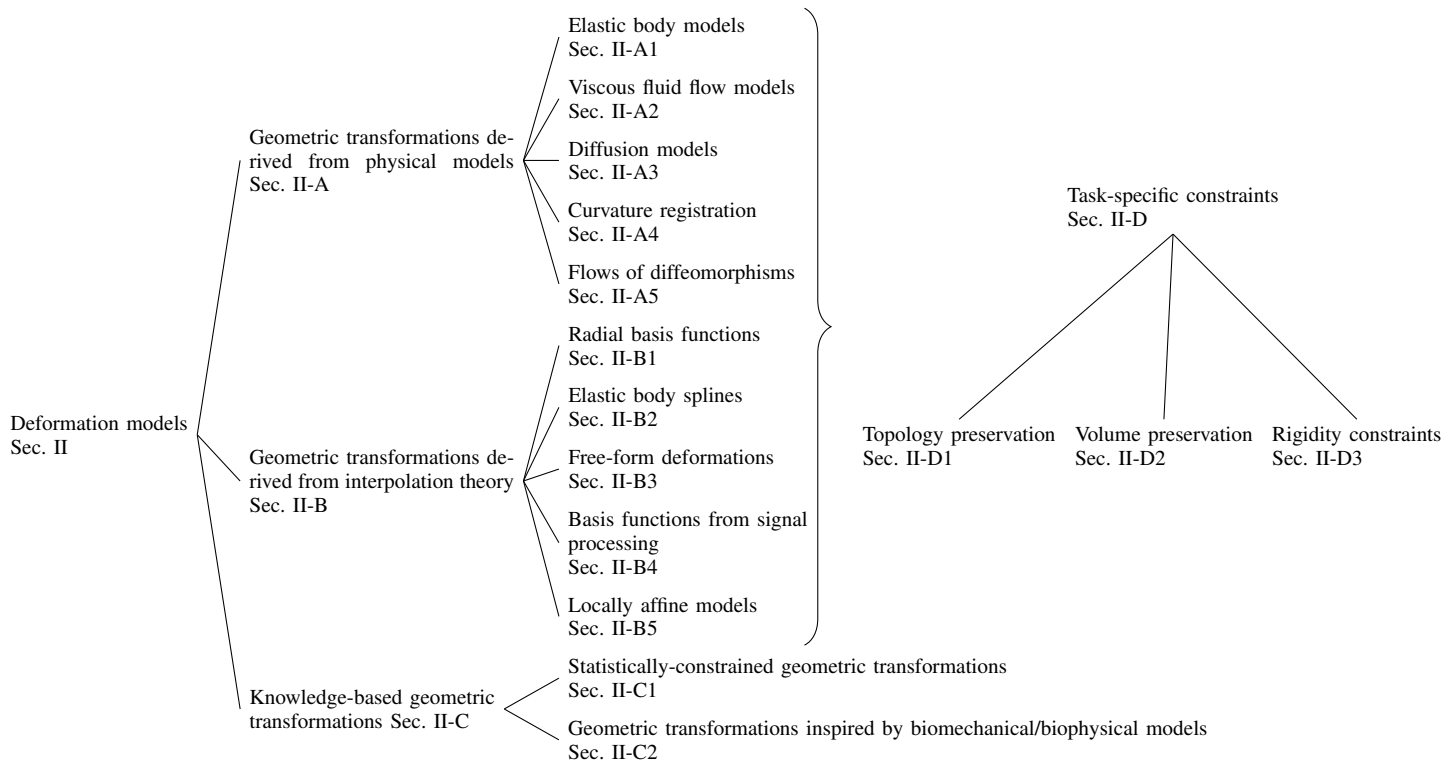 Deformation models
Sec. II
Geometric transformations de-
rived from physical models
Sec. II-A
Elastic body models
Sec. II-A1
Viscous fluid flow models
Sec. II-A2
Diffusion models
Sec. II-A3
Curvature registration
Sec. II-A4
Flows of diffeomorphisms
Sec. II-A5
Geometric transformations de-
rived from interpolation theory
Sec. II-B
Radial basis functions
Sec. II-B1
Elastic body splines
Sec. II-B2
Free-form deformations
Sec. II-B3
Basis functions from signal
processing
Sec. II-B4
Locally affine models
Sec. II-B5
Knowledge-based geometric
transformations Sec. II-C
Statistically-constrained geometric transformations
Sec. II-C1
Geometric transformations inspired by biomechanical/biophysical models
Sec. II-C2
Task-specific constraints
Sec. II-D
Topology preservation
Sec. II-D1
Volume preservation
Sec. II-D2
Rigidity constraints
Sec. II-D3